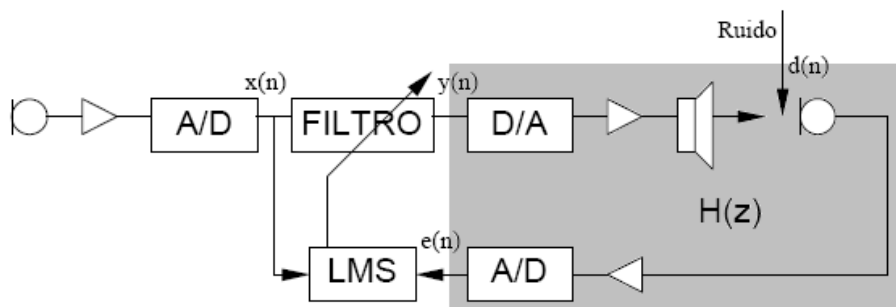 Ruido
x(n)
y(n)
d(n)
A/D
FILTRO
D/A
H(z)
e(n)
LMS
A/D